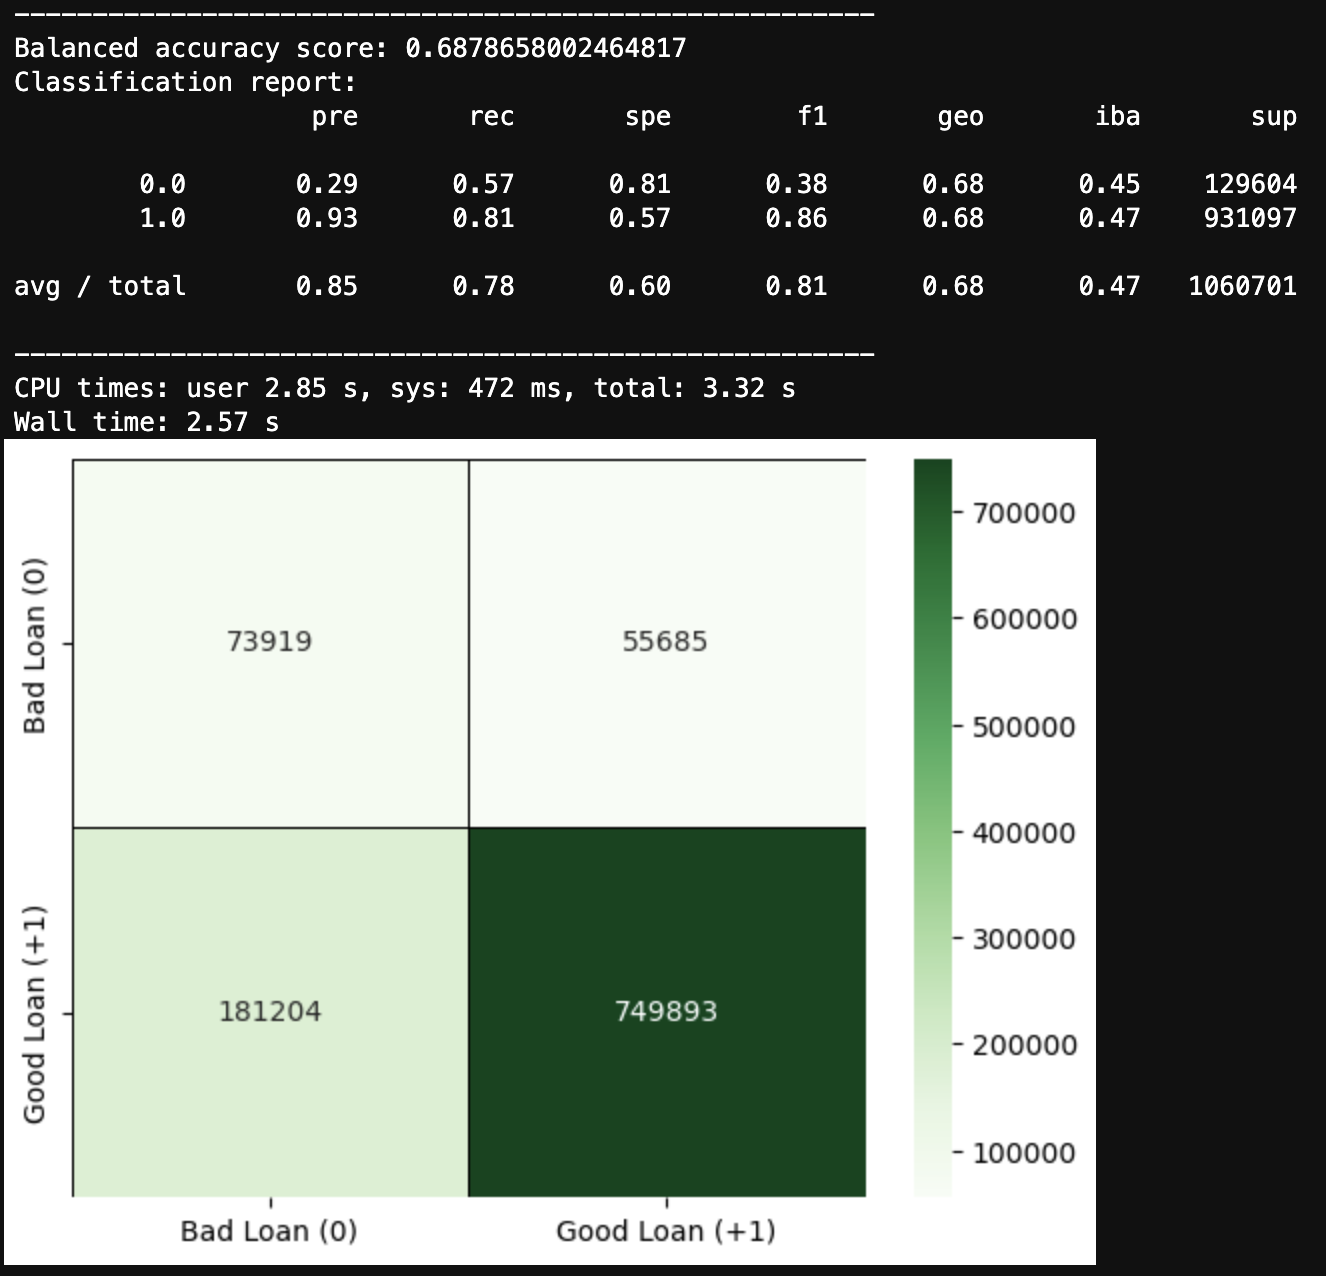 -------------------------------------------------------
Balanced accuracy score: 0.6878658002464817
Classification report:
pre rec spe f1 geo iba sup
0.0 0.29 0.57 0.81 0.38 0.68 0.45 129604
1.0 0.93 0.81 0.57 0.86 0.68 0.47 931097
avg / total 0.85 0.78 0.60 0.81 0.68 0.47 1060701
-------------------------------------------------------
CPU times: user 2.85 s, sys: 472 ms, total: 3.32 s
Wall time: 2.57 s
Bad Loan (0)
73919 55685
Good Loan (+1)
181204 749893
Bad Loan (0) Good Loan (+1)
700000
600000
500000
400000
300000
200000
100000